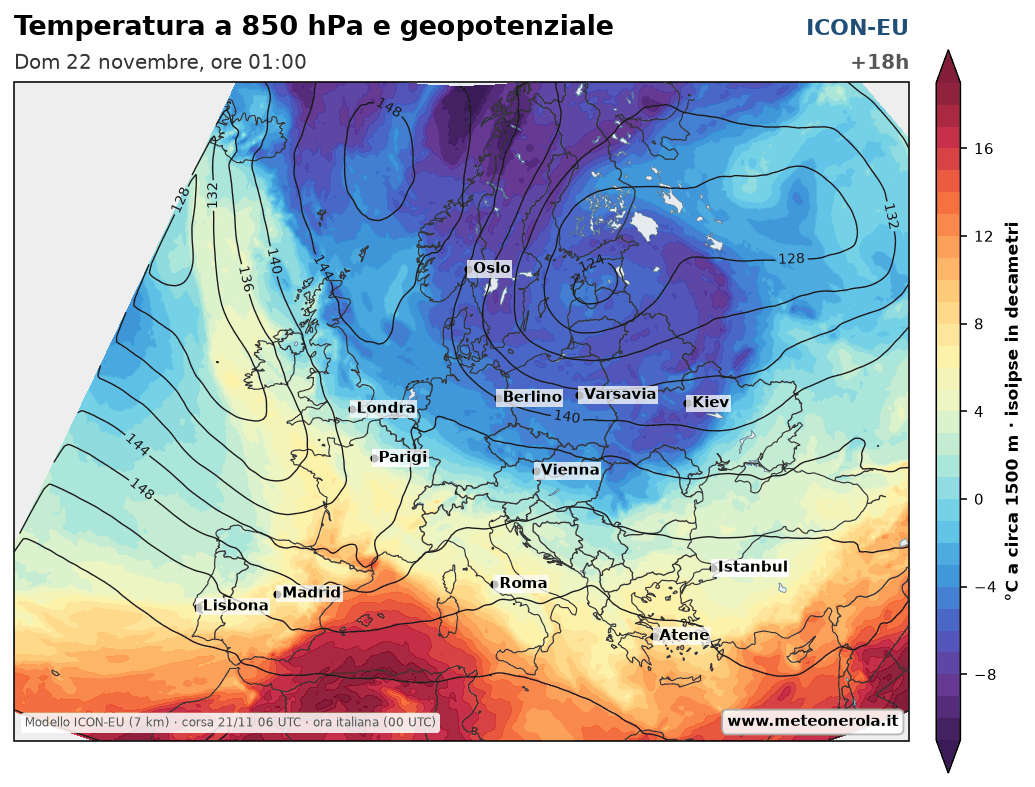 Temperatura a 850 hPa e geopotenziale
ICON-EU
Dom 22 novembre, ore 01:00
+18h
148
128
132
136
140
144
132
128
124
Oslo
Berlino
Varsavia
Kiev
Londra
140
Parigi
Vienna
144
148
Istanbul
Roma
Madrid
Lisbona
Atene
16
12
8
4
0
−4
−8
°C a circa 1500 m · isoipse in decametri
Modello ICON-EU (7 km) · corsa 21/11 06 UTC · ora italiana (00 UTC)
www.meteonerola.it